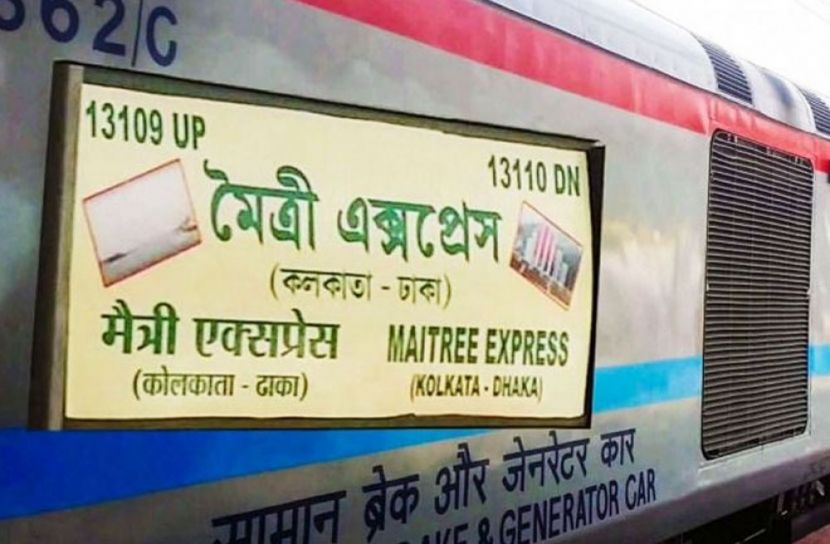 662/C
13109 UP
13110 DN
মৈত্রী এক্সপ্রেস
(কলকাতা - ঢাকা)
मैत्री एक्सप्रेस
MAITREE EXPRESS
(कोलकाता - ढाका)
(KOLKATA - DHAKA)
सामान ब्रेक और जेनरेटर कार
& GENERATOR CAR